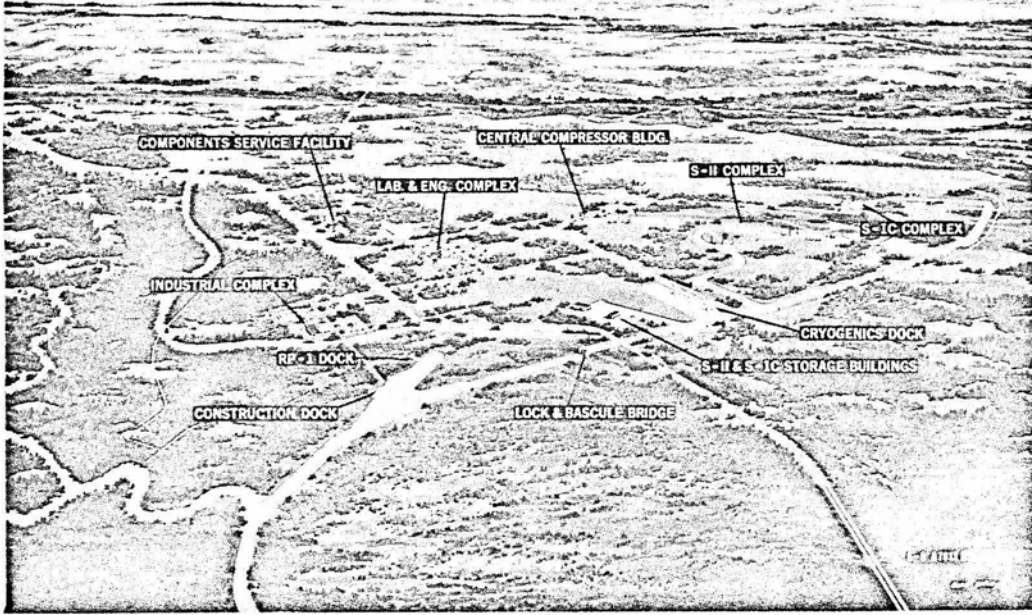 COMPONENTS SERVICE FACILITY
CENTRAL COMPRESSOR BLDG.
LAB. & ENG. COMPLEX
S-II COMPLEX
S-IC COMPLEX
INDUSTRIAL COMPLEX
CRYOGENICS DOCK
RP-1 DOCK
S-II & S-IC STORAGE BUILDINGS
CONSTRUCTION DOCK
LOCK & BASCULE BRIDGE